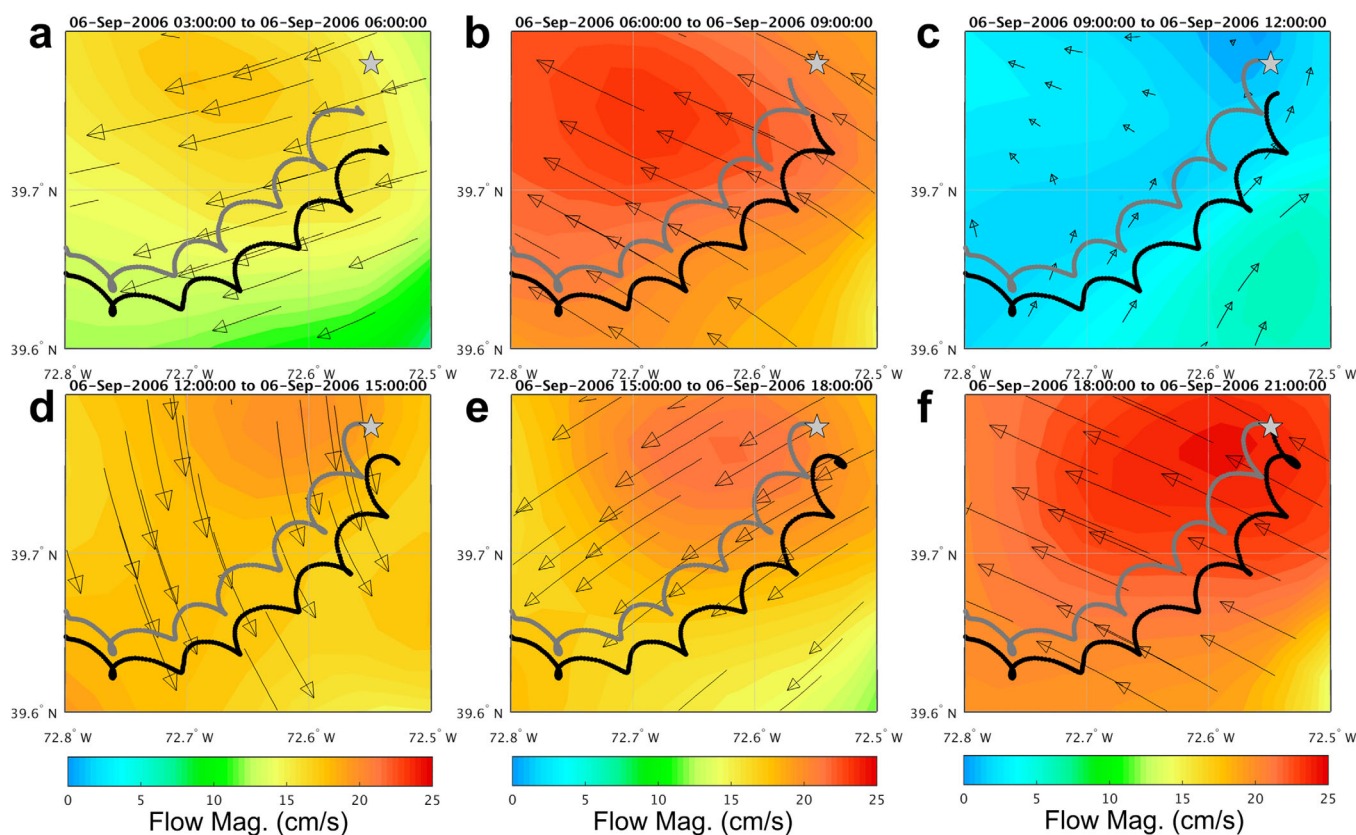 06-Sep-2006 03:00:00 to 06-Sep-2006 06:00:00
06-Sep-2006 06:00:00 to 06-Sep-2006 09:00:00
06-Sep-2006 09:00:00 to 06-Sep-2006 12:00:00
a
b
c
39.7° N
39.7° N
39.7° N
39.6° N
39.6° N
39.6° N
72.8° W
72.7° W
72.6° W
72.5° W
72.8° W
72.7° W
72.6° W
72.5° W
72.8° W
72.7° W
72.6° W
72.5° W
06-Sep-2006 12:00:00 to 06-Sep-2006 15:00:00
06-Sep-2006 15:00:00 to 06-Sep-2006 18:00:00
06-Sep-2006 18:00:00 to 06-Sep-2006 21:00:00
d
e
f
39.7° N
39.7° N
39.7° N
39.6° N
39.6° N
39.6° N
72.8° W
72.7° W
72.6° W
72.5° W
72.8° W
72.7° W
72.6° W
72.5° W
72.8° W
72.7° W
72.6° W
72.5° W
0 5 10 15 20 25
0 5 10 15 20 25
0 5 10 15 20 25
Flow Mag. (cm/s)
Flow Mag. (cm/s)
Flow Mag. (cm/s)